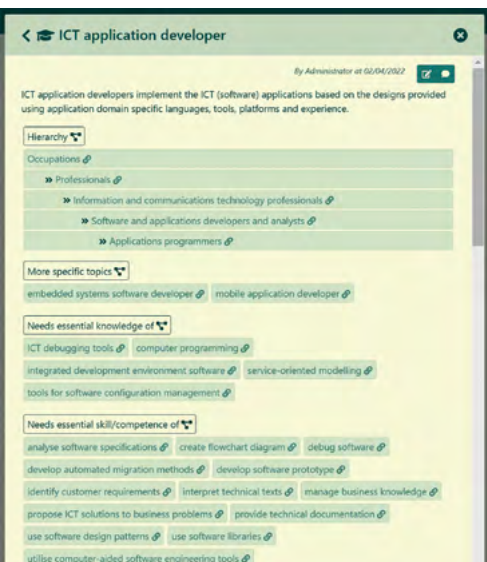 ICT application developer
By Administrator at 02/04/2022
ICT application developers implement the ICT (software) applications based on the designs provided
using application domain specific languages, tools, platforms and experience.
Hierarchy
Occupations
» Professionals
» Information and communications technology professionals
» Software and applications developers and analysts
» Applications programmers
More specific topics
embedded systems software developer mobile application developer
Needs essential knowledge of
ICT debugging tools computer programming
integrated development environment software service-oriented modelling
tools for software configuration management
Needs essential skill/competence of
analyse software specifications create flowchart diagram debug software
develop automated migration methods develop software prototype
identify customer requirements interpret technical texts manage business knowledge
propose ICT solutions to business problems provide technical documentation
use software design patterns use software libraries
utilise computer-aided software engineering tools